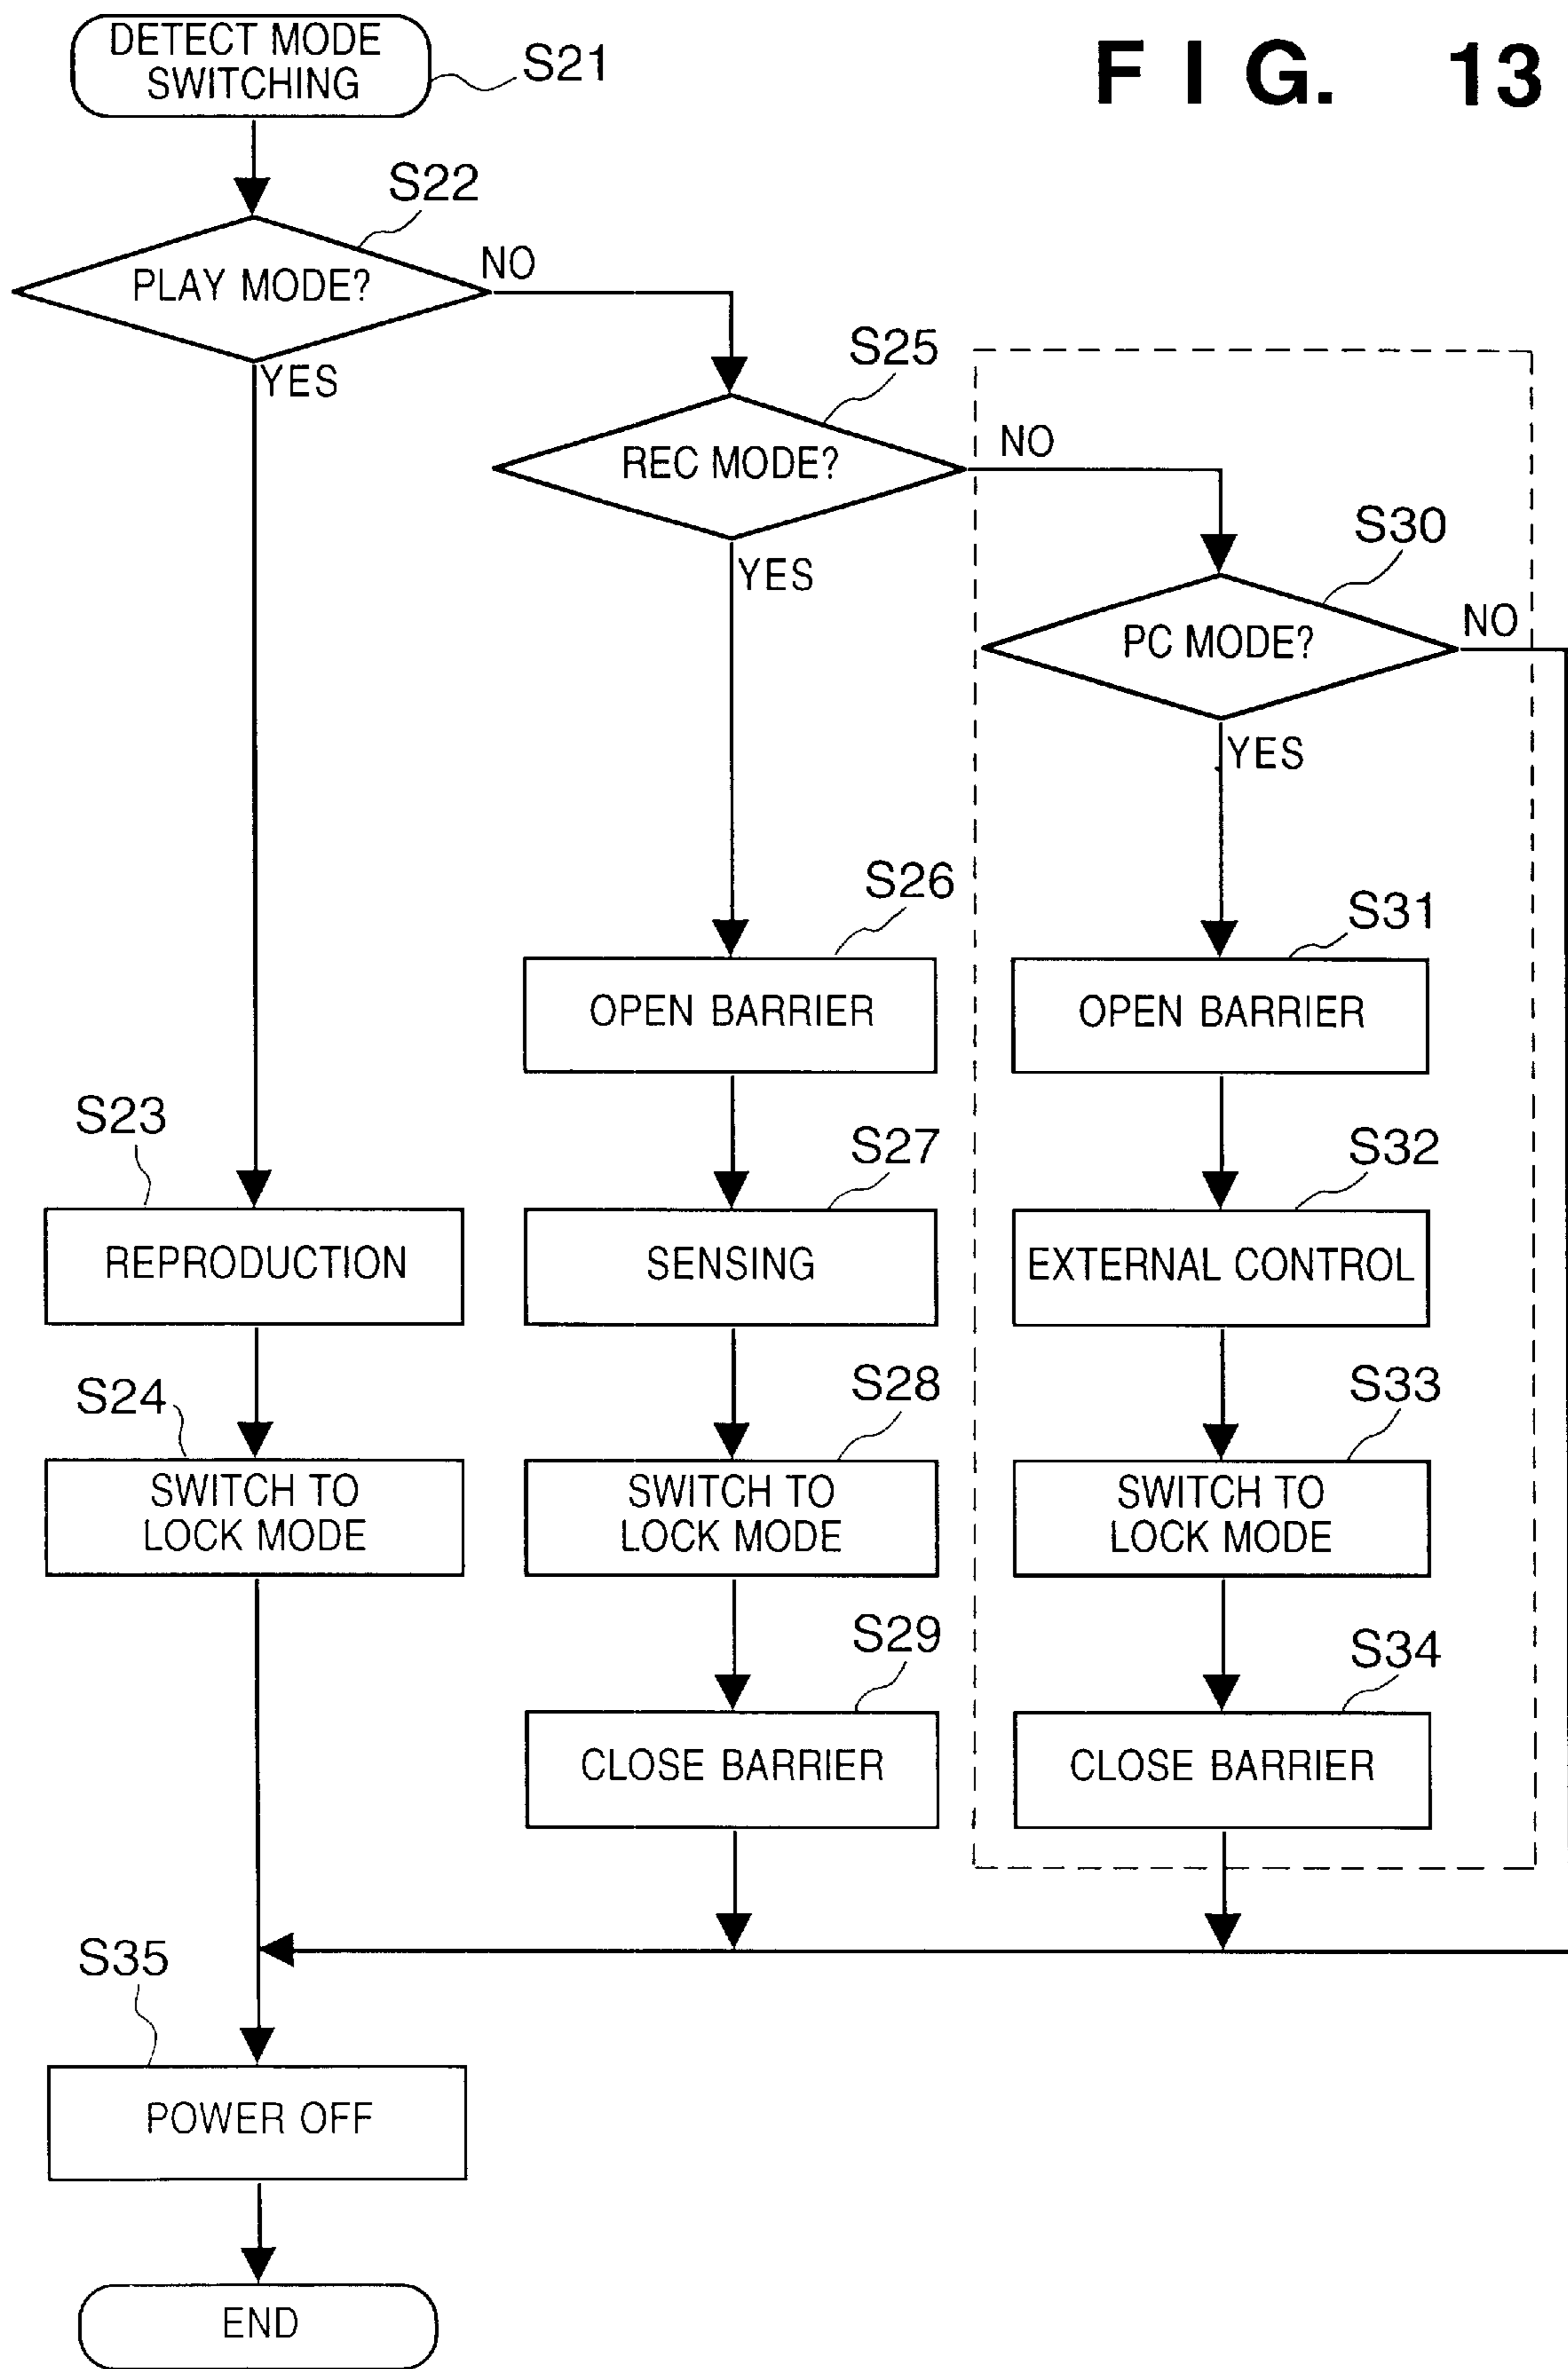 FIG. 13
DETECT MODE
SWITCHING
S21
S22
PLAY MODE?
NO
YES
S25
REC MODE?
NO
YES
S30
PC MODE?
NO
YES
S26
OPEN BARRIER
S31
OPEN BARRIER
S23
REPRODUCTION
S27
SENSING
S32
EXTERNAL CONTROL
S24
SWITCH TO
LOCK MODE
S28
SWITCH TO
LOCK MODE
S33
SWITCH TO
LOCK MODE
S29
CLOSE BARRIER
S34
CLOSE BARRIER
S35
POWER OFF
END